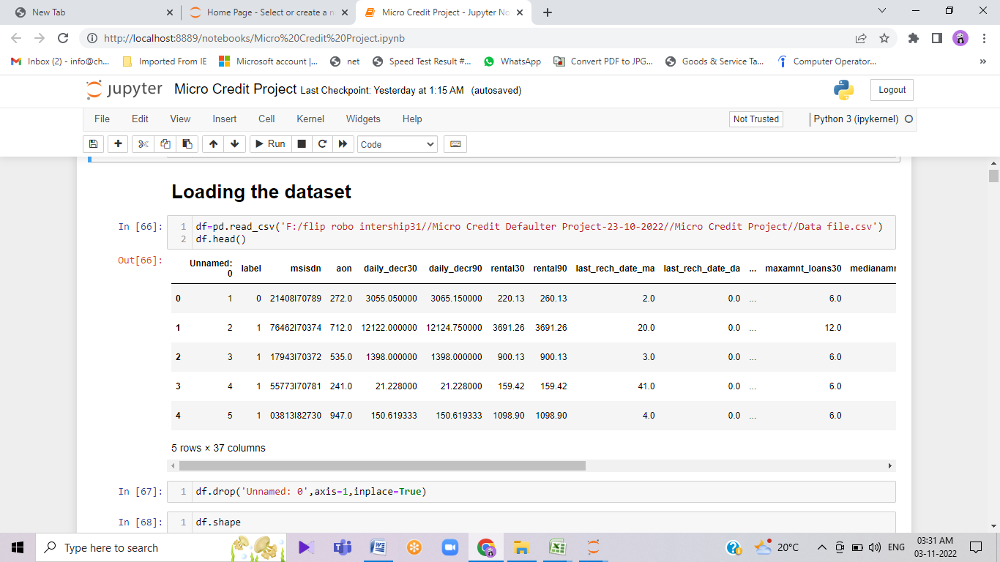 New Tab
Home Page - Select or create a n
Micro Credit Project - Jupyter No
http://localhost:8889/notebooks/Micro%20Credit%20Project.ipynb
Inbox (2) - info@ch... Imported From IE Microsoft account |... net Speed Test Result #... WhatsApp Convert PDF to JPG... Goods & Service Ta... Computer Operator... »
jupyter Micro Credit Project Last Checkpoint: Yesterday at 1:15 AM (autosaved)
Logout
File Edit View Insert Cell Kernel Widgets Help Not Trusted Python 3 (ipykernel)
Run Code
Loading the dataset
In [66]: 1 df=pd.read_csv('F:/flip robo intership31//Micro Credit Defaulter Project-23-10-2022//Micro Credit Project//Data file.csv')
2 df.head()
Out[66]:
Unnamed: 0 label msisdn aon daily_decr30 daily_decr90 rental30 rental90 last_rech_date_ma last_rech_date_da ... maxamnt_loans30 medianamn
0 1 0 21408I70789 272.0 3055.050000 3065.150000 220.13 260.13 2.0 0.0 ... 6.0
1 2 1 76462I70374 712.0 12122.000000 12124.750000 3691.26 3691.26 20.0 0.0 ... 12.0
2 3 1 17943I70372 535.0 1398.000000 1398.000000 900.13 900.13 3.0 0.0 ... 6.0
3 4 1 55773I70781 241.0 21.228000 21.228000 159.42 159.42 41.0 0.0 ... 6.0
4 5 1 03813I82730 947.0 150.619333 150.619333 1098.90 1098.90 4.0 0.0 ... 6.0
5 rows × 37 columns
In [67]: 1 df.drop('Unnamed: 0',axis=1,inplace=True)
In [68]: 1 df.shape
Type here to search
20°C
ENG
03:31 AM
03-11-2022